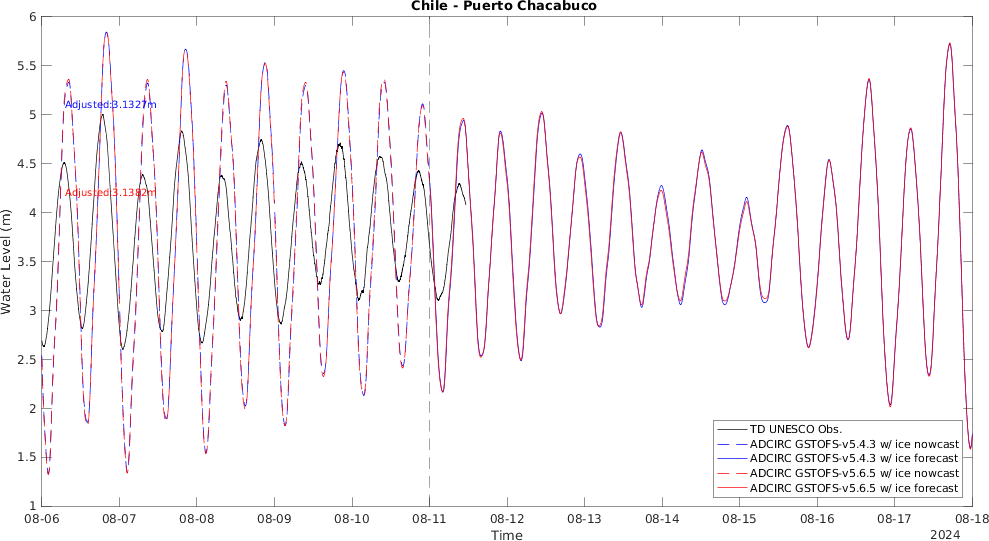 Chile - Puerto Chacabuco
6
5.5
5
4.5
4
3.5
3
2.5
2
1.5
1
Water Level (m)
Adjusted:3.1327m
Adjusted:3.1382m
TD UNESCO Obs.
ADCIRC GSTOFS-v5.4.3 w/ ice nowcast
ADCIRC GSTOFS-v5.4.3 w/ ice forecast
ADCIRC GSTOFS-v5.6.5 w/ ice nowcast
ADCIRC GSTOFS-v5.6.5 w/ ice forecast
08-06 08-07 08-08 08-09 08-10 08-11 08-12 08-13 08-14 08-15 08-16 08-17 08-18
Time
2024